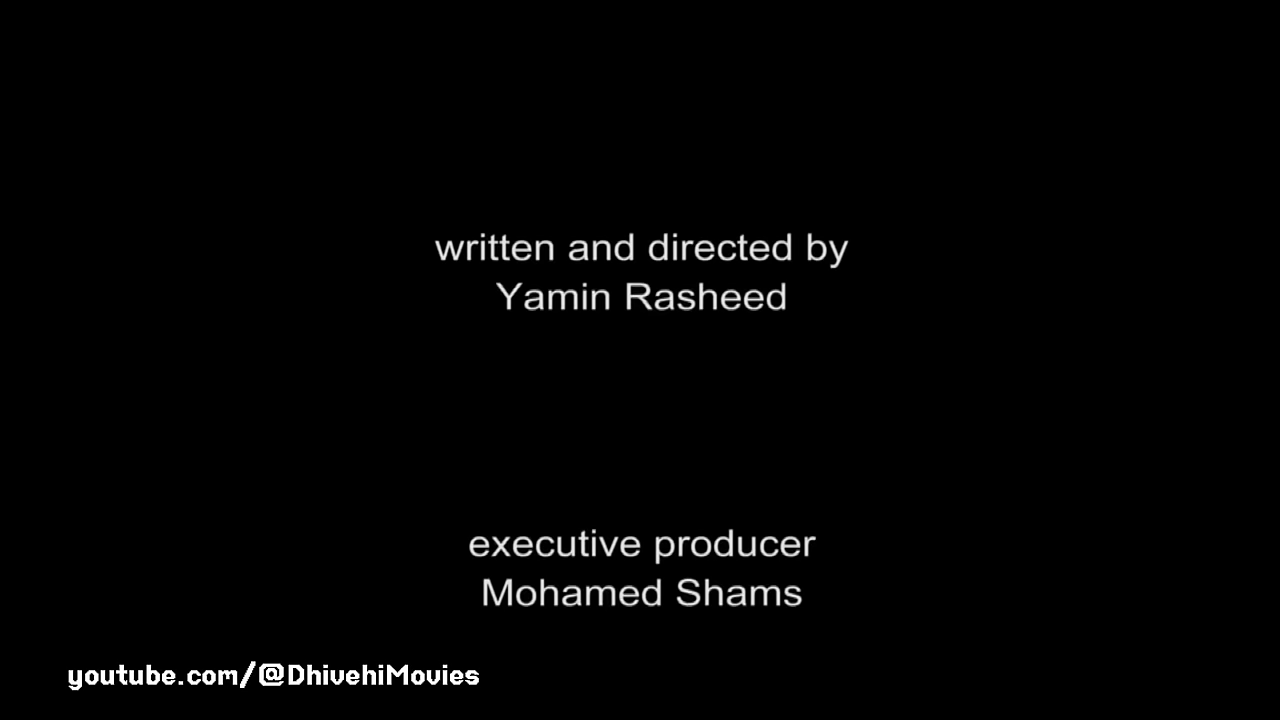 written and directed by
Yamin Rasheed
executive producer
Mohamed Shams
youtube.com/@DhivehiMovies